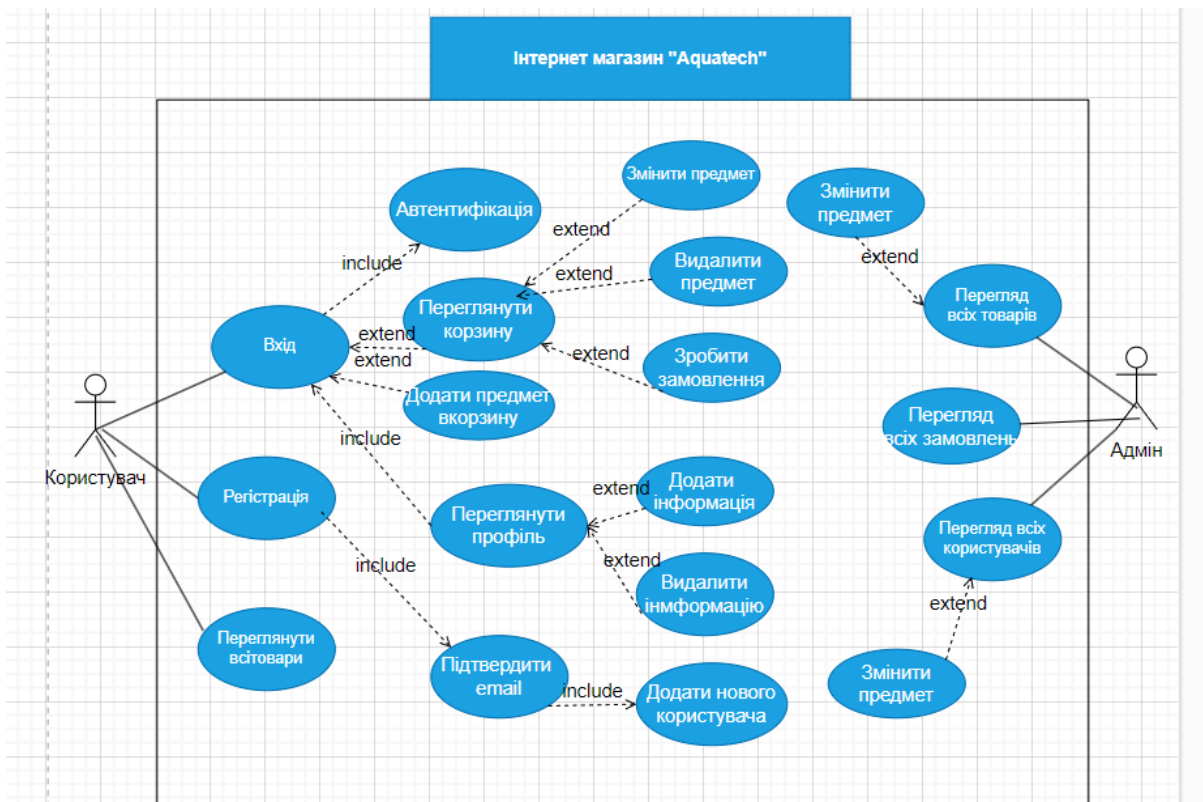 Інтернет магазин "Aquatech"
Змінити предмет
Змінити
предмет
Автентифікація
extend
extend
include
extend
Видалити
предмет
Переглянути
корзину
Перегляд
всіх товарів
Вхід
extend
extend
extend
Зробити
замовлення
Додати предмет
вкорзину
Перегляд
всіх замовлень
include
Адмін
Користувач
Регістрація
extend
Додати
інформація
Переглянути
профіль
Перегляд всіх
користувачів
include
extend
Видалити
інмформацію
extend
Переглянути
всітовари
Підтвердити
email
include
Додати нового
користувача
Змінити
предмет